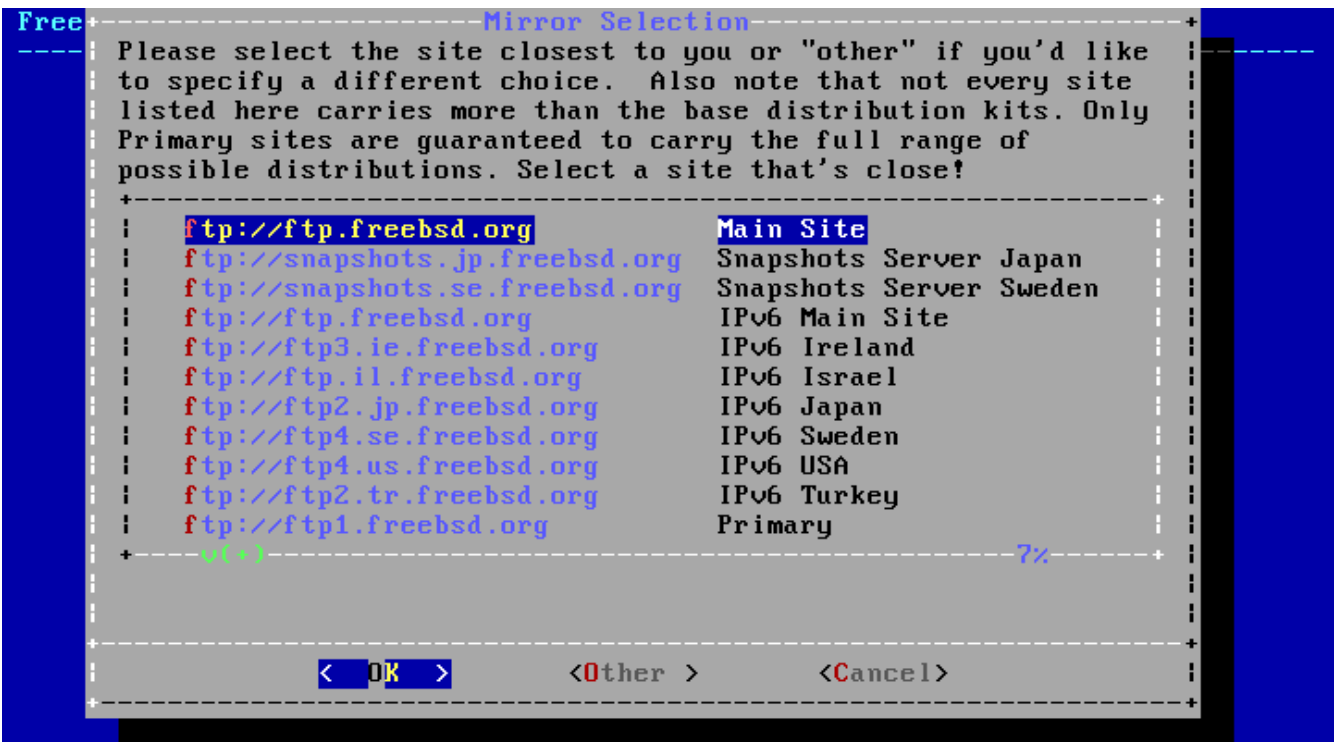 Free
Mirror Selection
Please select the site closest to you or "other" if you'd like
to specify a different choice.  Also note that not every site
listed here carries more than the base distribution kits. Only
Primary sites are guaranteed to carry the full range of
possible distributions. Select a site that's close!
ftp://ftp.freebsd.org Main Site
ftp://snapshots.jp.freebsd.org Snapshots Server Japan
ftp://snapshots.se.freebsd.org Snapshots Server Sweden
ftp://ftp.freebsd.org IPv6 Main Site
ftp://ftp3.ie.freebsd.org IPv6 Ireland
ftp://ftp.il.freebsd.org IPv6 Israel
ftp://ftp2.jp.freebsd.org IPv6 Japan
ftp://ftp4.se.freebsd.org IPv6 Sweden
ftp://ftp4.us.freebsd.org IPv6 USA
ftp://ftp2.tr.freebsd.org IPv6 Turkey
ftp://ftp1.freebsd.org Primary
v(+) 7%
<  OK  > <Other > <Cancel>